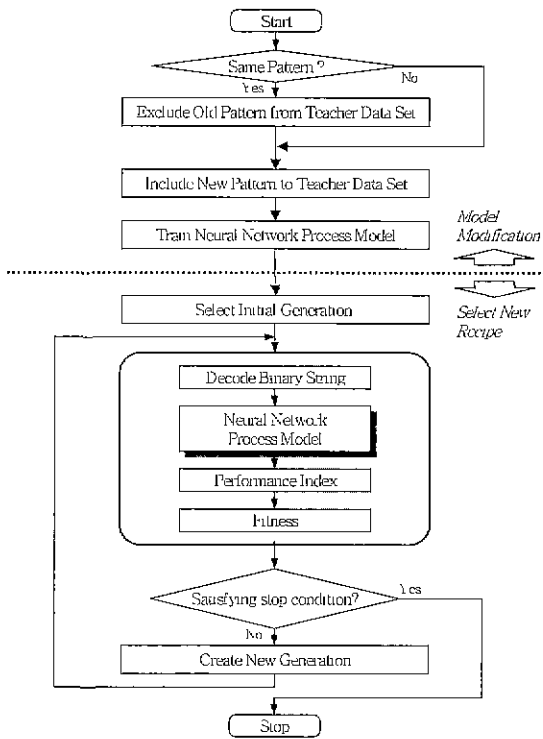 Start
Same Pattern ?
No
Yes
Exclude Old Pattern from Teacher Data Set
Include New Pattern to Teacher Data Set
Train Neural Network Process Model
Model
Modification
Select New
Recipe
Select Initial Generation
Decode Binary String
Neural Network
Process Model
Performance Index
Fitness
Satisfying stop condition?
Yes
No
Create New Generation
Stop